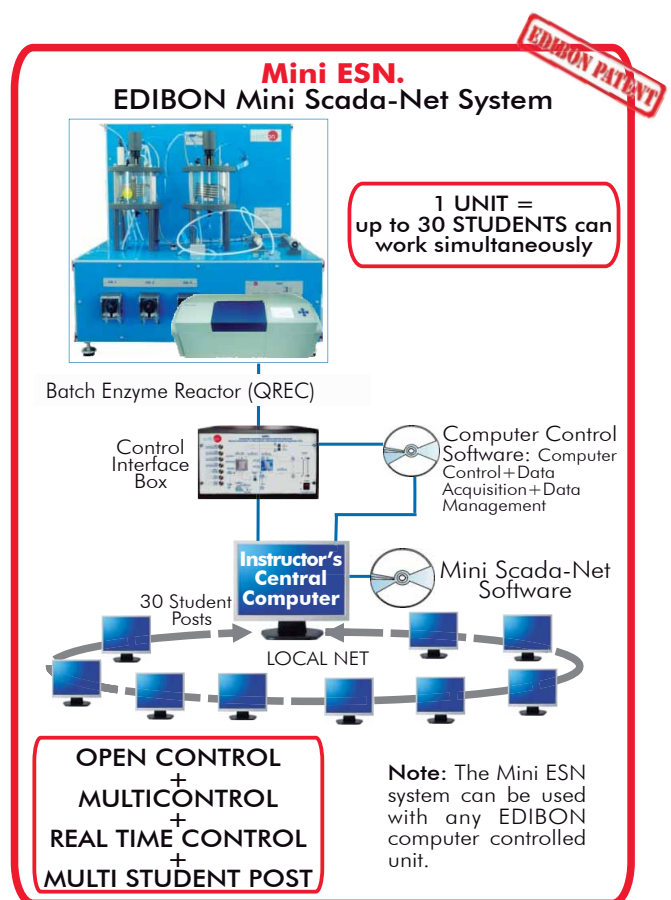 EDIBON PATENT
Mini ESN.
EDIBON Mini Scada-Net System
1 UNIT =
up to 30 STUDENTS can
work simultaneously
Batch Enzyme Reactor (QREC)
Control
Interface
Box
Computer Control
Software: Computer
Control+Data
Acquisition+Data
Management
Instructor's
Central
Computer
Mini Scada-Net
Software
30 Student
Posts
LOCAL NET
OPEN CONTROL
+
MULTICONTROL
+
REAL TIME CONTROL
+
MULTI STUDENT POST
Note: The Mini ESN
system can be used
with any EDIBON
computer controlled
unit.